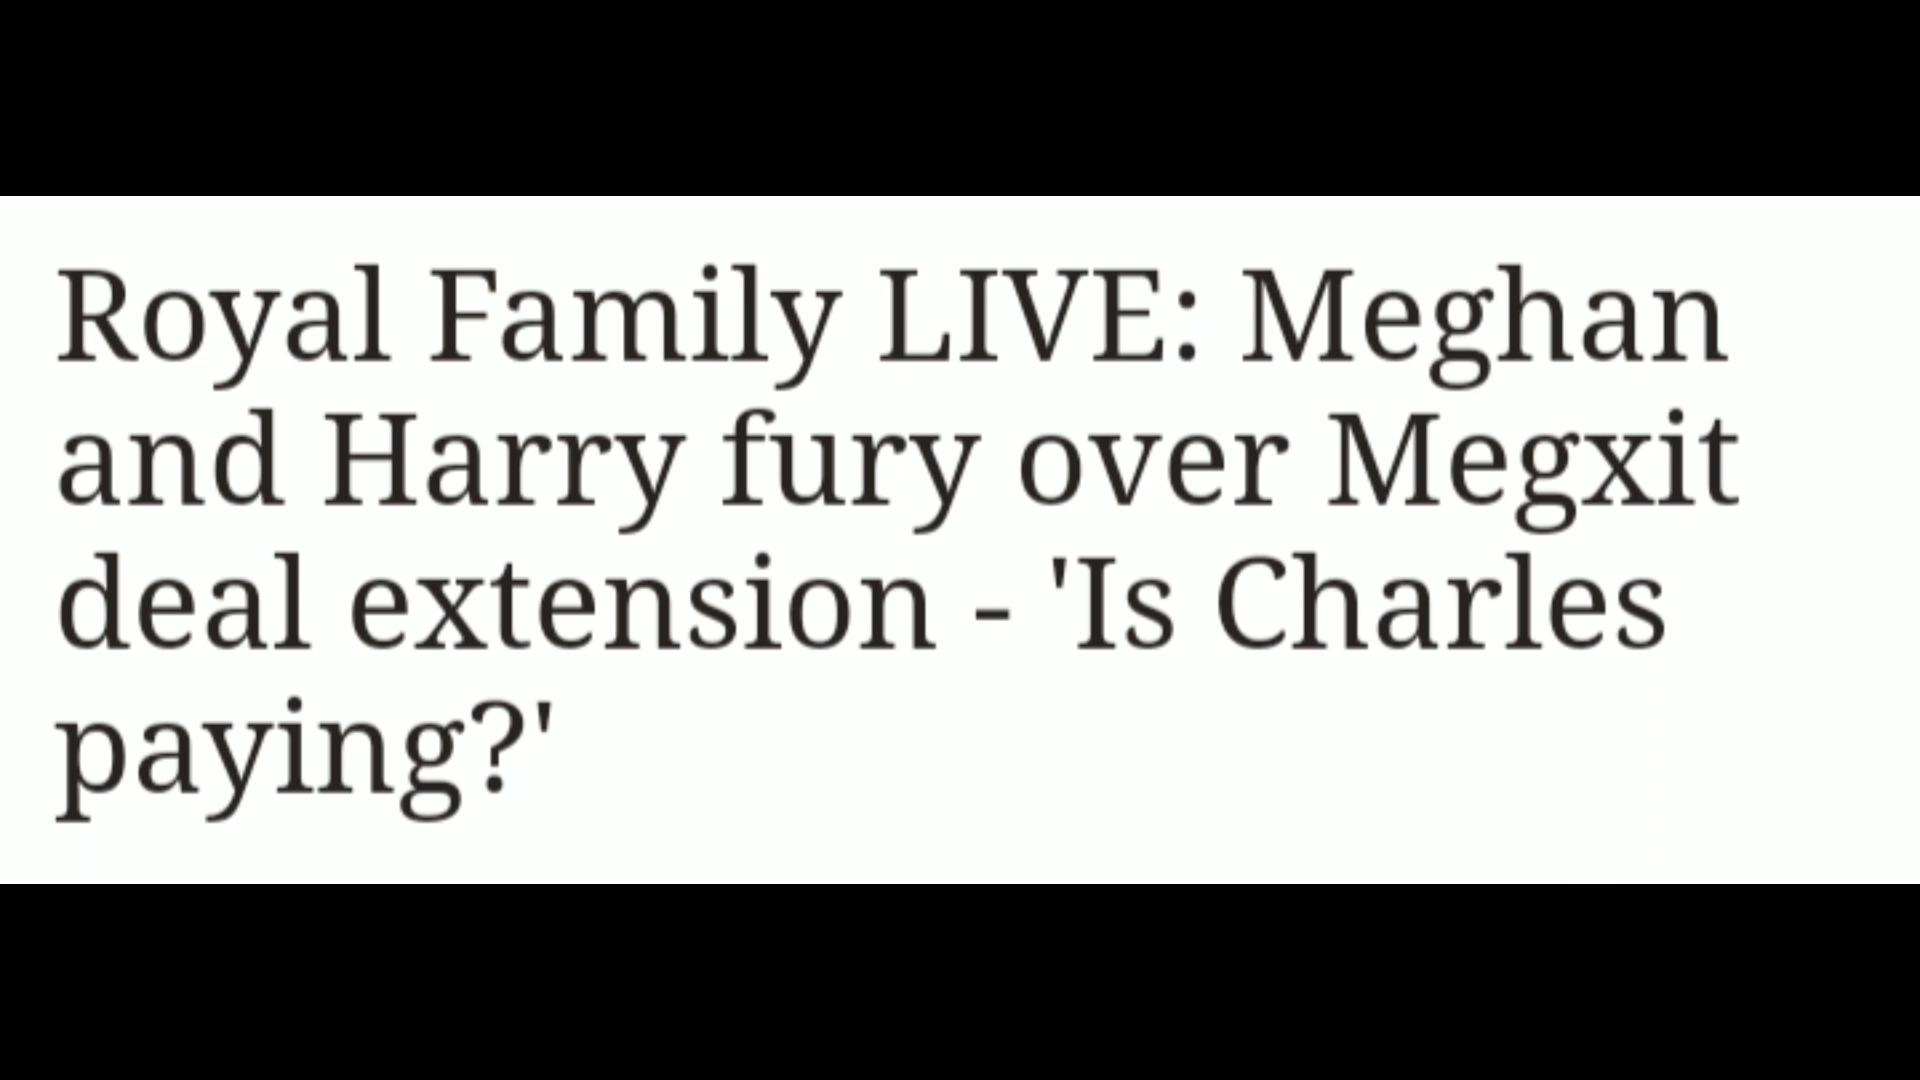 Royal Family LIVE: Meghan
and Harry fury over Megxit
deal extension - 'Is Charles
paying?'